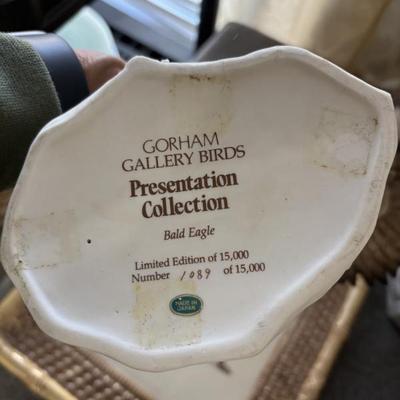 GORHAM
GALLERY BIRDS
Presentation
Collection
Bald Eagle
Limited Edition of 15,000
Number 1089 of 15,000
MADE IN
JAPAN